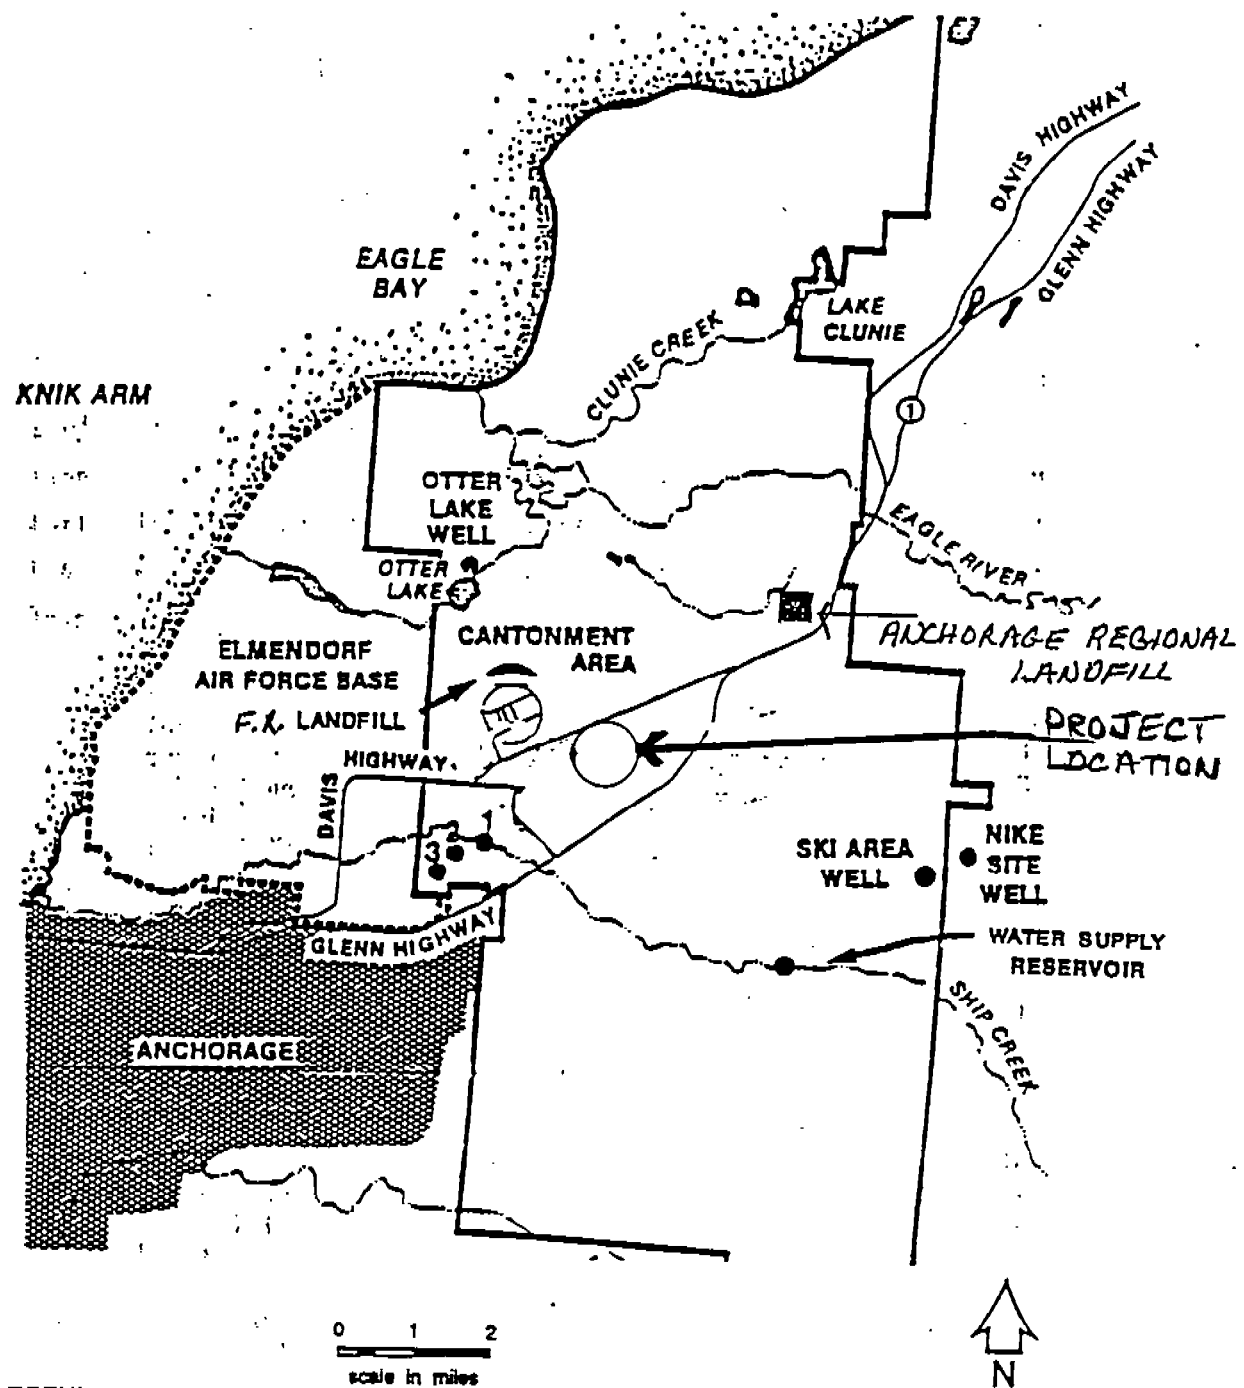 DAVIS HIGHWAY
GLENN HIGHWAY
EAGLE
BAY
LAKE
CLUNIE
CLUNIE CREEK
KNIK ARM
1
OTTER
LAKE
WELL
EAGLE RIVER
OTTER
LAKE
CANTONMENT
AREA
ELMENDORF
AIR FORCE BASE
ANCHORAGE REGIONAL
LANDFILL
F.R. LANDFILL
PROJECT
LOCATION
DAVIS
HIGHWAY
1
3
SKI AREA
WELL
NIKE
SITE
WELL
GLENN HIGHWAY
WATER SUPPLY
RESERVOIR
SHIP CREEK
ANCHORAGE
0 1 2
scale in miles
N